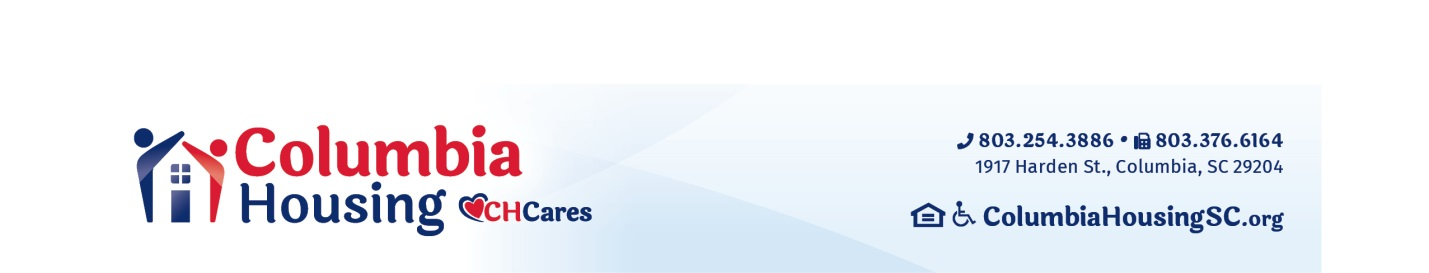 Columbia
Housing CHCares
803.254.3886 • 803.376.6164
1917 Harden St., Columbia, SC 29204
ColumbiaHousingSC.org